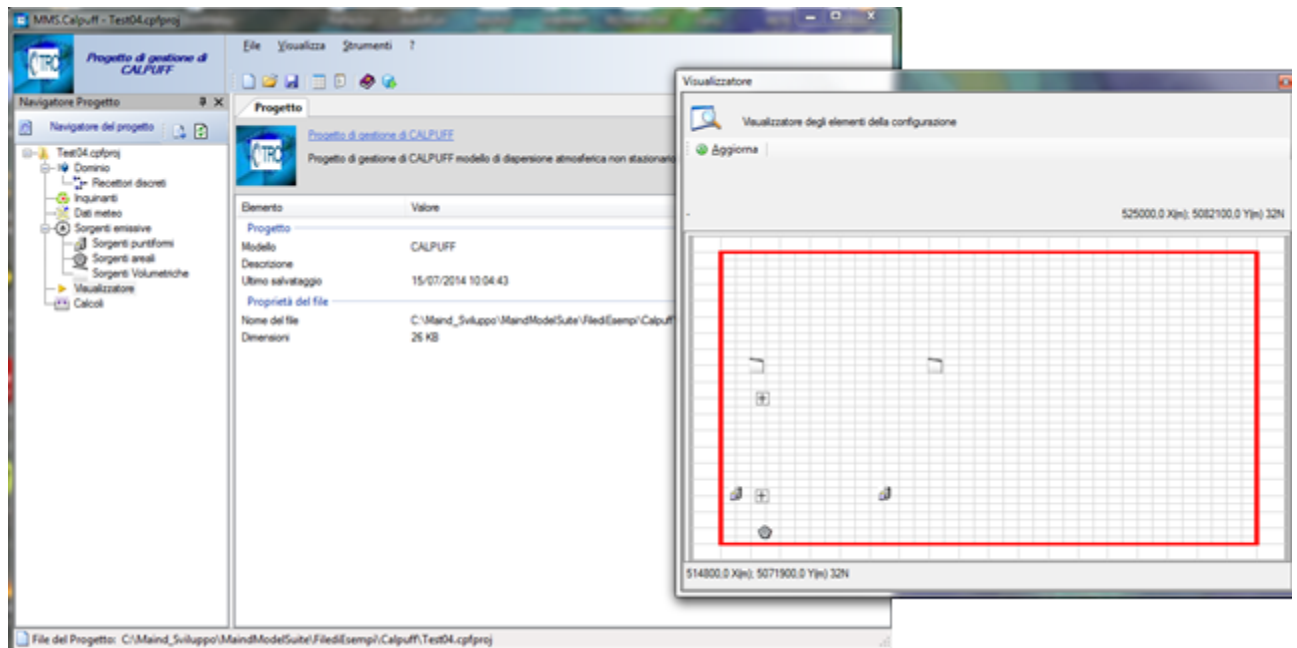 MMS.Calpuff - Test04.cpfproj
TRC
Progetto di gestione di
CALPUFF
File Visualizza Strumenti ?
Navigatore Progetto
Navigatore del progetto
Test04.cpfproj
Dominio
Recettori discreti
Inquinanti
Dati meteo
Sorgenti emissive
Sorgenti puntiformi
Sorgenti areali
Sorgenti Volumetriche
Visualizzatore
Calcoli
Progetto
TRC
Progetto di gestione di CALPUFF
Progetto di gestione di CALPUFF modello di dispersione atmosferica non stazionario
Elemento Valore
Progetto
Modello CALPUFF
Descrizione
Ultimo salvataggio 15/07/2014 10:04:43
Proprietà del file
Nome del file C:\Maind_Sviluppo\MaindModelSuite\FilediEsempi\Calpuff
Dimensioni 26 KB
File del Progetto: C:\Maind_Sviluppo\MaindModelSuite\FilediEsempi\Calpuff\Test04.cpfproj
Visualizzatore
Visualizzatore degli elementi della configurazione
Aggiorna
-
525000,0 X(m); 5082100,0 Y(m) 32N
514800,0 X(m); 5071900,0 Y(m) 32N